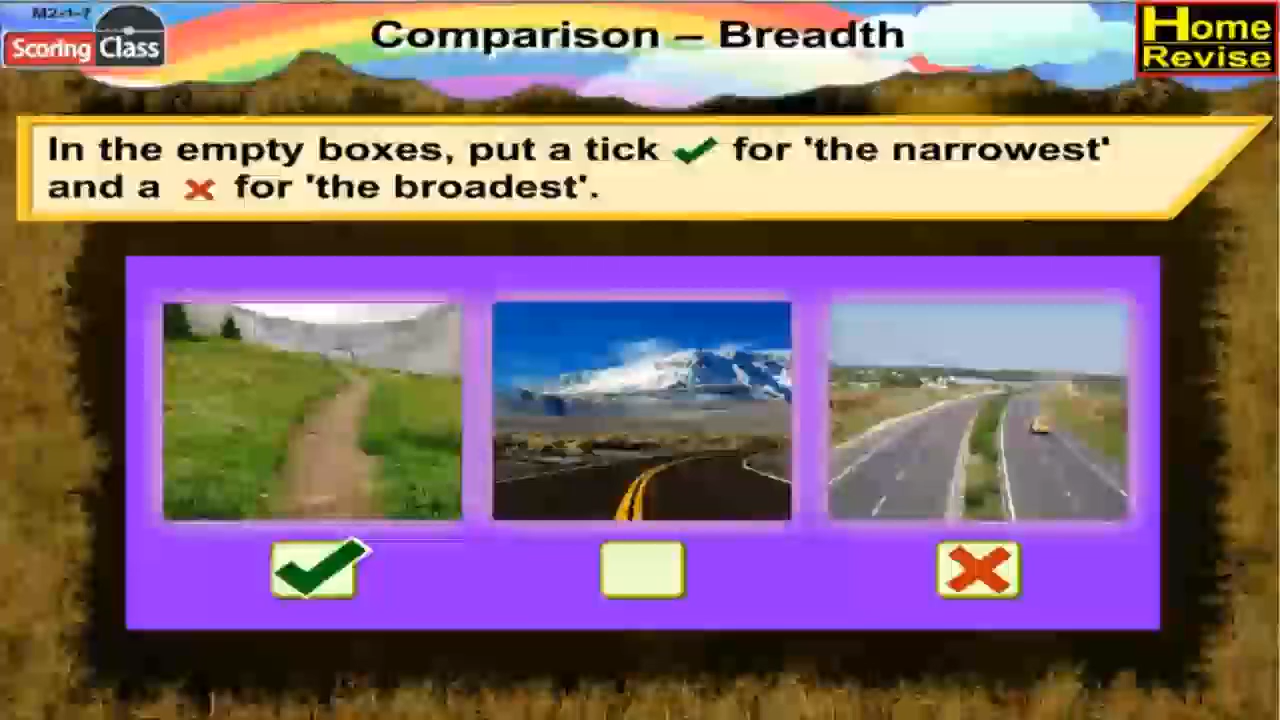 M2-1-7
Scoring Class
Comparison – Breadth
Home
Revise
In the empty boxes, put a tick ✔ for 'the narrowest'
and a ✖ for 'the broadest'.